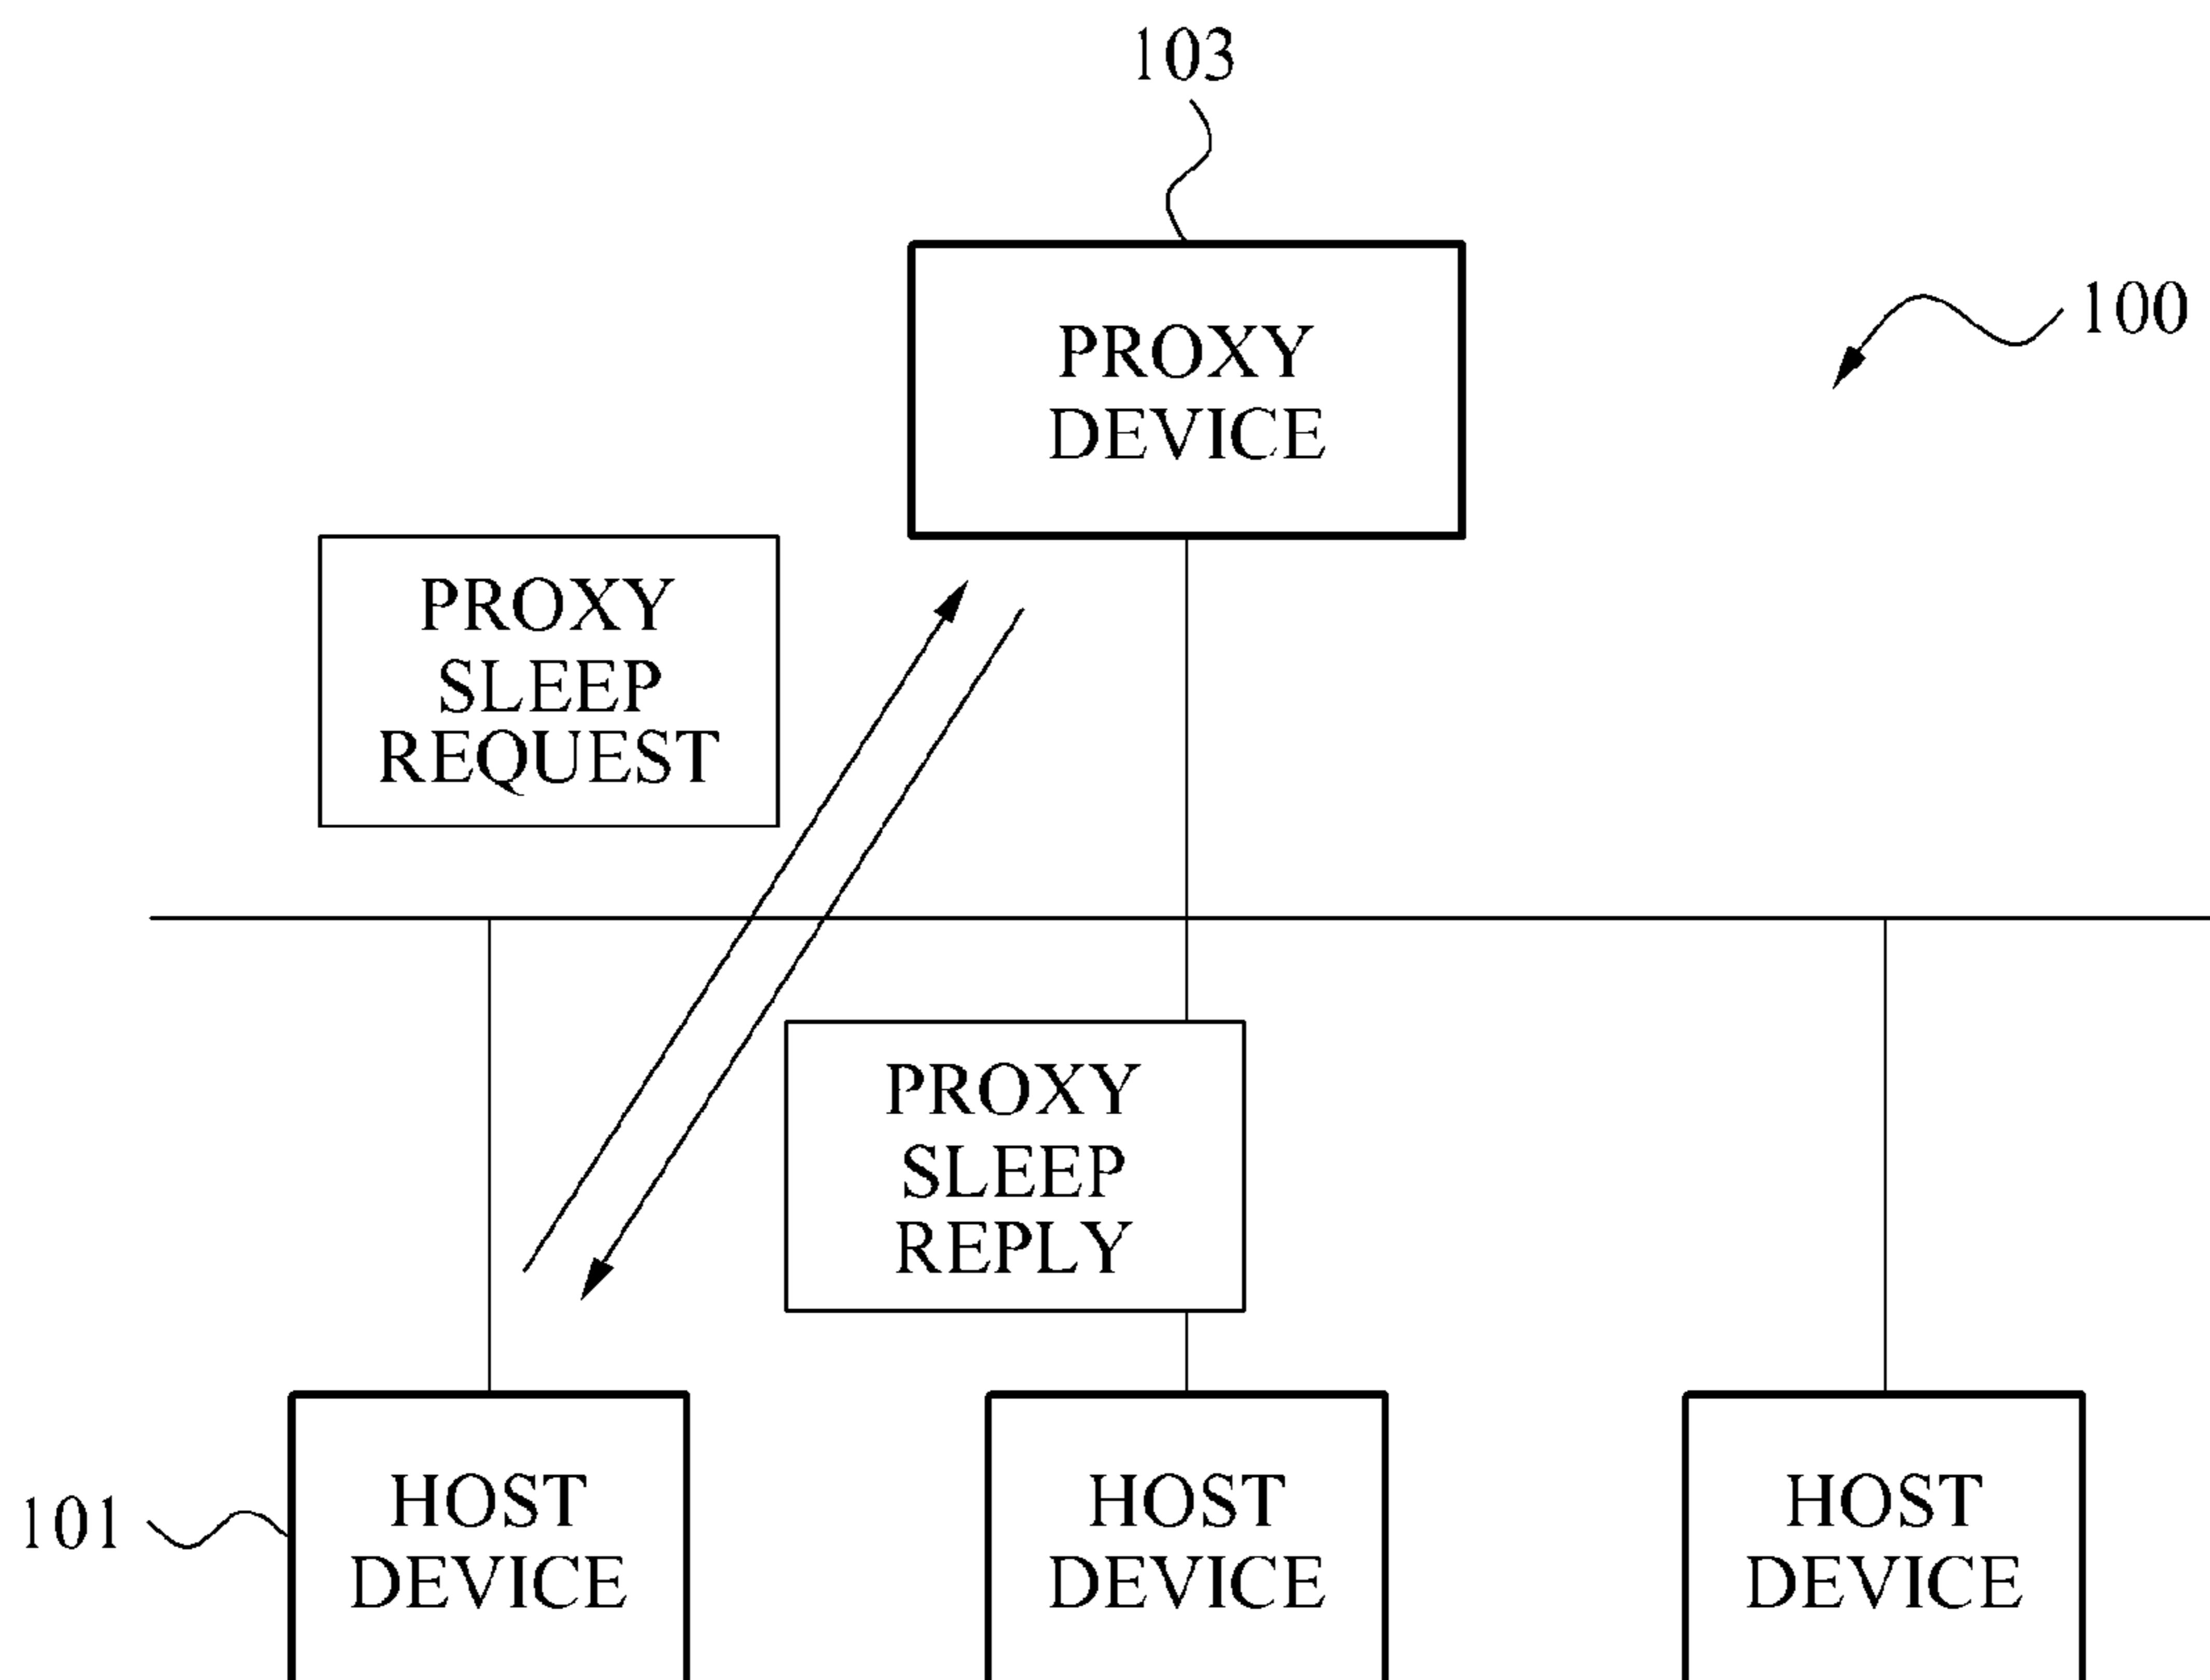 103
100
PROXY
DEVICE
PROXY
SLEEP
REQUEST
PROXY
SLEEP
REPLY
101
HOST
DEVICE
HOST
DEVICE
HOST
DEVICE